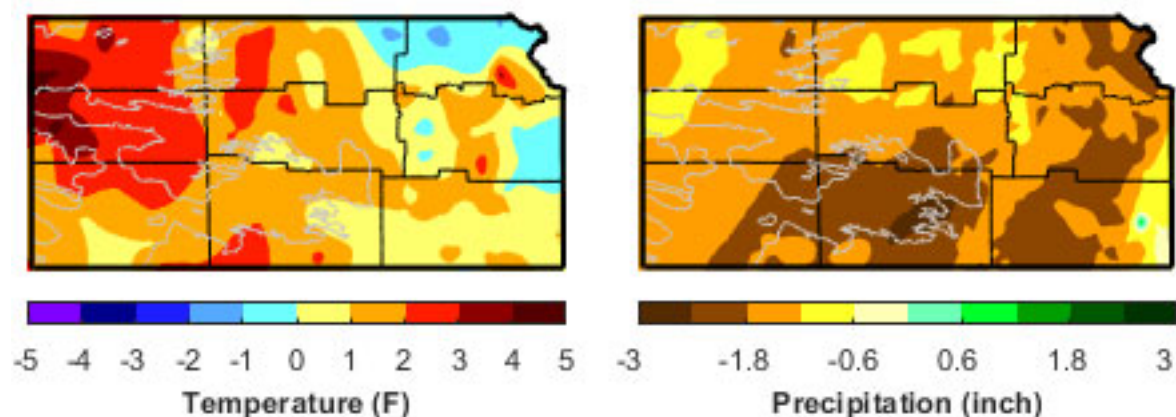 -5 -4 -3 -2 -1 0 1 2 3 4 5
Temperature (F)
-3 -1.8 -0.6 0.6 1.8 3
Precipitation (inch)